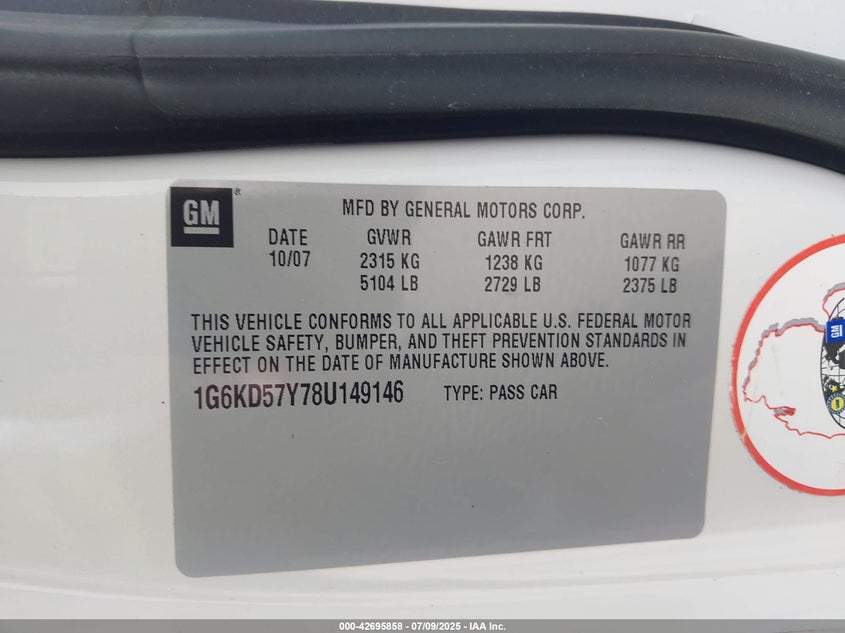 GM
MFD BY GENERAL MOTORS CORP.
DATE GVWR GAWR FRT GAWR RR
10/07 2315 KG 1238 KG 1077 KG
5104 LB 2729 LB 2375 LB
THIS VEHICLE CONFORMS TO ALL APPLICABLE U.S. FEDERAL MOTOR
VEHICLE SAFETY, BUMPER, AND THEFT PREVENTION STANDARDS IN
EFFECT ON THE DATE OF MANUFACTURE SHOWN ABOVE.
1G6KD57Y78U149146 TYPE: PASS CAR
GM
000-42695858 - 07/09/2025 - IAA Inc.